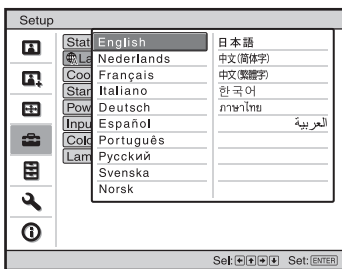 Setup
Stat
La
Coo
Star
Pow
Inpu
Colo
Lam
English
Nederlands
Français
Italiano
Deutsch
Español
Português
Русский
Svenska
Norsk
日本語
中文(简体字)
中文(繁體字)
한국어
ภาษาไทย
العربية
Sel: Set: ENTER